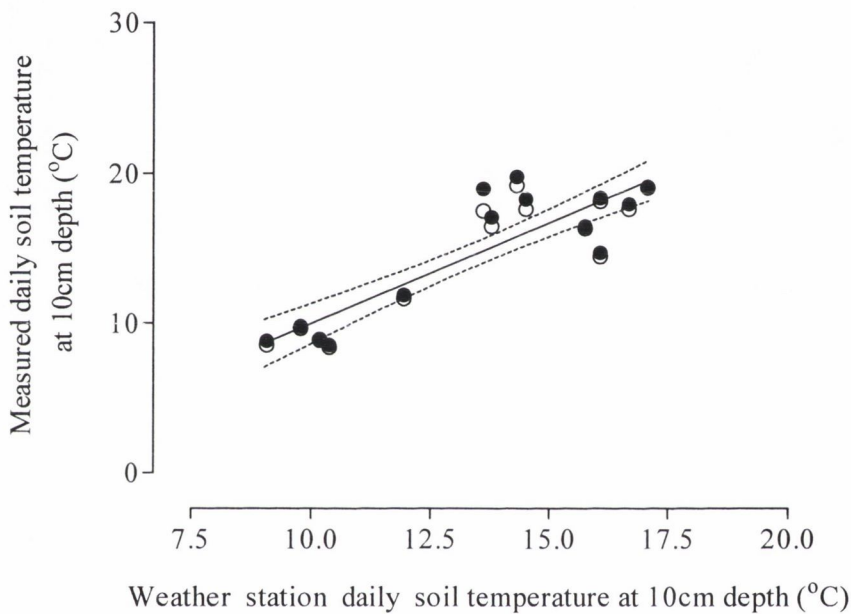 Measured daily soil temperature
at 10cm depth (°C)
30
20
10
0
7.5 10.0 12.5 15.0 17.5 20.0
Weather station daily soil temperature at 10cm depth (°C)